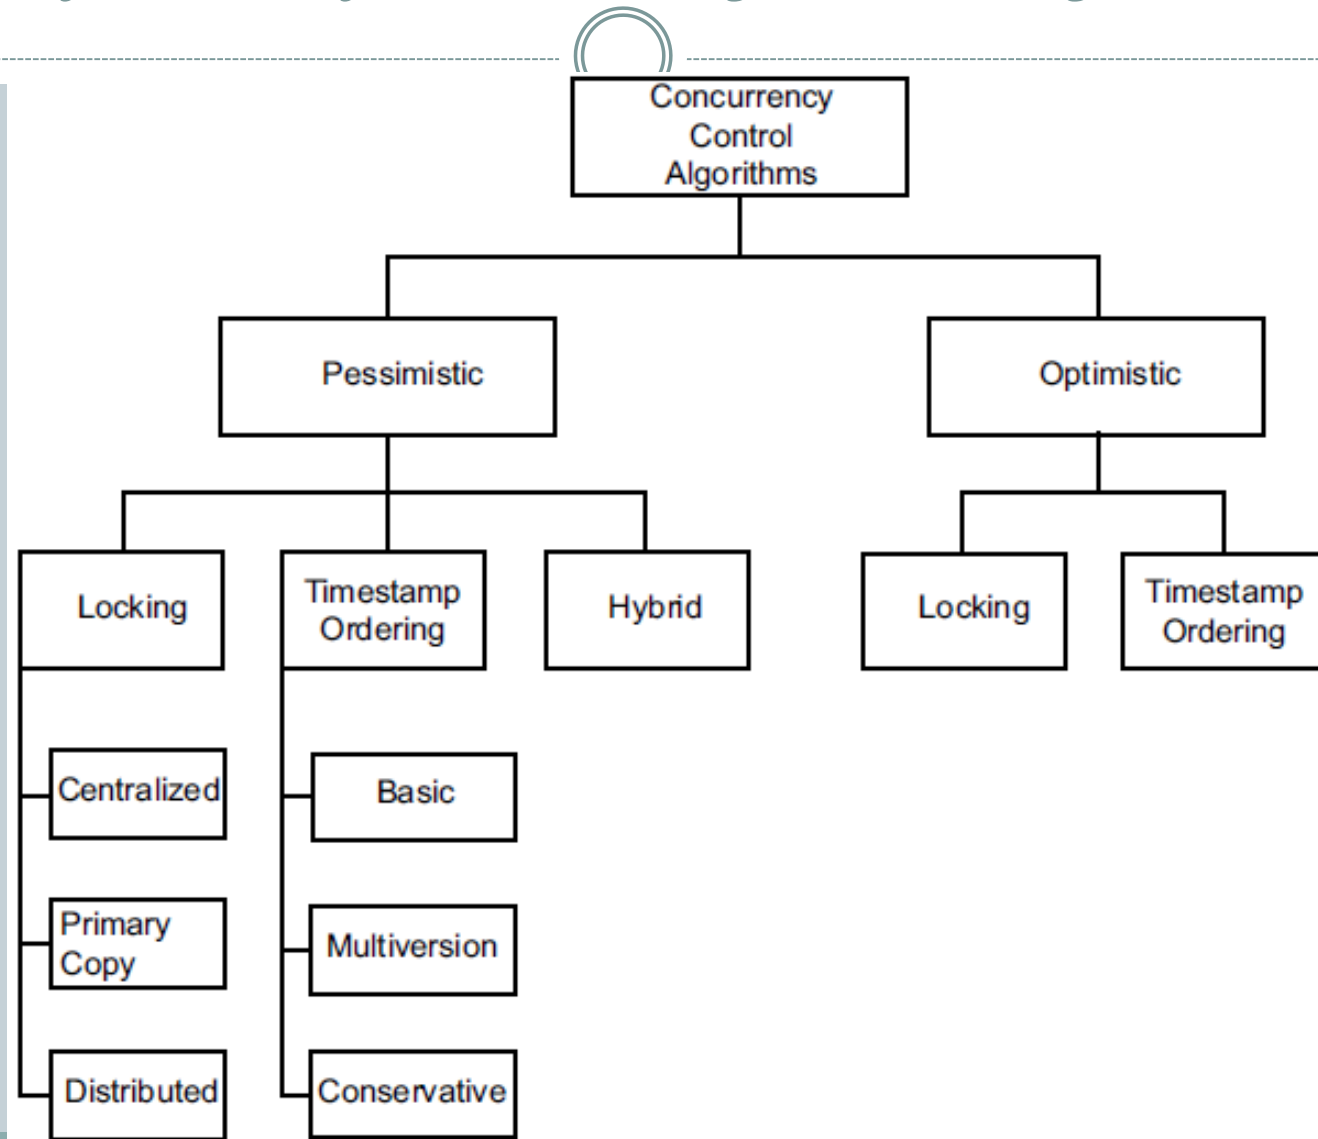 Concurrency
Control
Algorithms
Pessimistic
Optimistic
Locking
Timestamp
Ordering
Hybrid
Locking
Timestamp
Ordering
Centralized
Basic
Primary
Copy
Multiversion
Distributed
Conservative